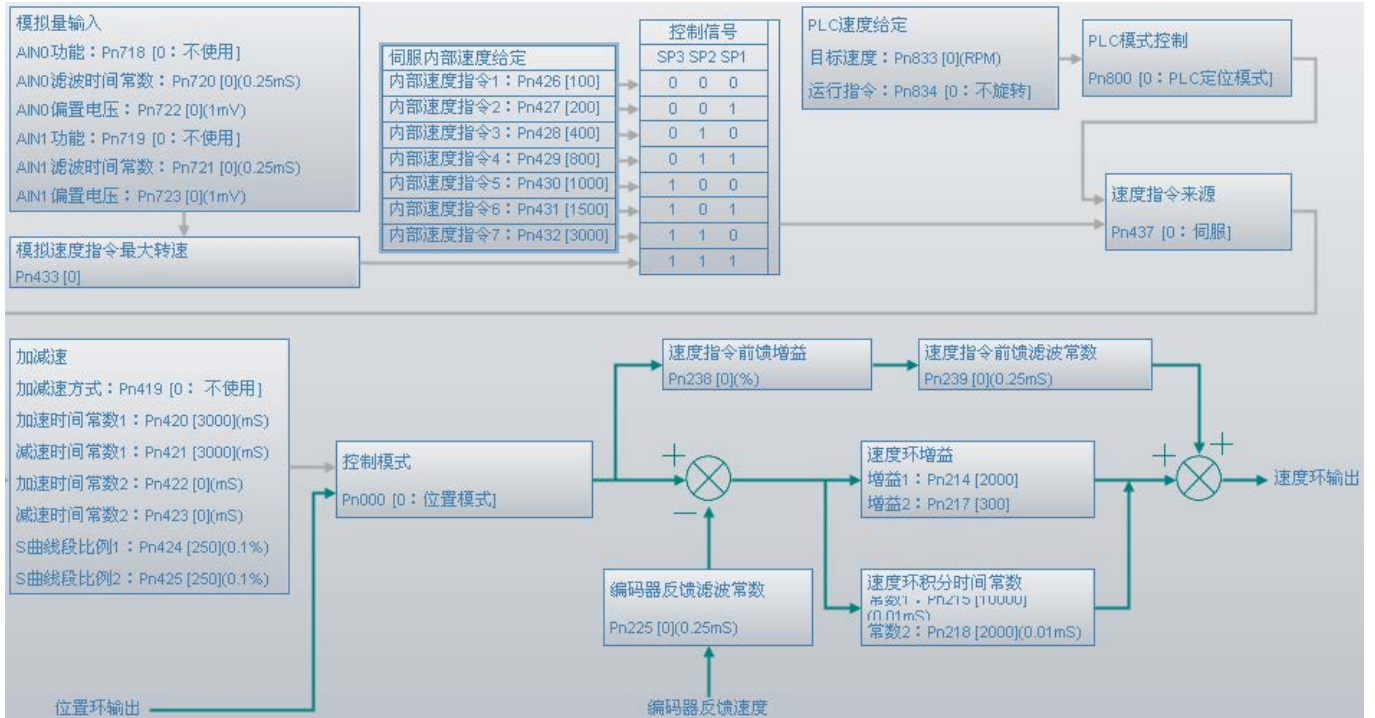 模拟量输入
AIN0功能：Pn718 [0：不使用]
AIN0滤波时间常数：Pn720 [0](0.25mS)
AIN0偏置电压：Pn722 [0](1mV)
AIN1功能：Pn719 [0：不使用]
AIN1滤波时间常数：Pn721 [0](0.25mS)
AIN1偏置电压：Pn723 [0](1mV)
模拟速度指令最大转速
Pn433 [0]
伺服内部速度给定
内部速度指令1：Pn426 [100]
内部速度指令2：Pn427 [200]
内部速度指令3：Pn428 [400]
内部速度指令4：Pn429 [800]
内部速度指令5：Pn430 [1000]
内部速度指令6：Pn431 [1500]
内部速度指令7：Pn432 [3000]
控制信号
SP3 SP2 SP1
0 0 0
0 0 1
0 1 0
0 1 1
1 0 0
1 0 1
1 1 0
1 1 1
PLC速度给定
目标速度：Pn833 [0](RPM)
运行指令：Pn834 [0：不旋转]
PLC模式控制
Pn800 [0：PLC定位模式]
速度指令来源
Pn437 [0：伺服]
加减速
加减速方式：Pn419 [0： 不使用]
加速时间常数1：Pn420 [3000](mS)
减速时间常数1：Pn421 [3000](mS)
加速时间常数2：Pn422 [0](mS)
减速时间常数2：Pn423 [0](mS)
S曲线段比例1：Pn424 [250](0.1%)
S曲线段比例2：Pn425 [250](0.1%)
控制模式
Pn000 [0：位置模式]
速度指令前馈增益
Pn238 [0](%)
速度指令前馈滤波常数
Pn239 [0](0.25mS)
速度环增益
增益1：Pn214 [2000]
增益2：Pn217 [300]
速度环积分时间常数
常数1：Pn215 [10000]
(0.01mS)
常数2：Pn218 [2000](0.01mS)
编码器反馈滤波常数
Pn225 [0](0.25mS)
速度环输出
位置环输出
编码器反馈速度